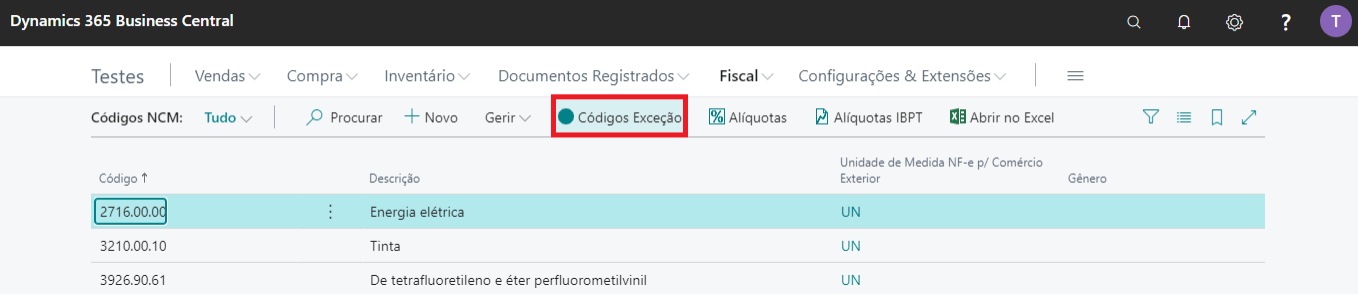 Dynamics 365 Business Central
? T
Testes Vendas Compra Inventário Documentos Registrados Fiscal Configurações & Extensões
Códigos NCM: Tudo Procurar Novo Gerir Códigos Exceção Alíquotas Alíquotas IBPT Abrir no Excel
Código ↑ Descrição Unidade de Medida NF-e p/ Comércio
Exterior Gênero
2716.00.00 Energia elétrica UN
3210.00.10 Tinta UN
3926.90.61 De tetrafluoretileno e éter perfluorometilvinil UN